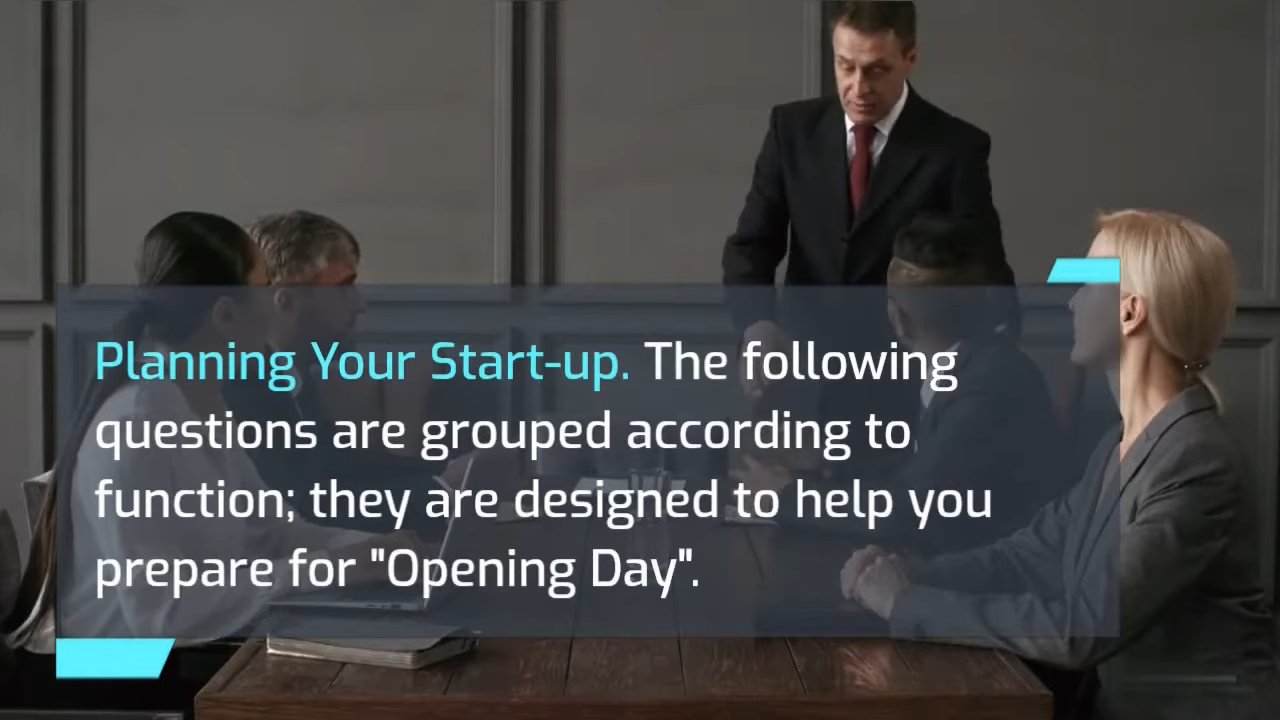 Planning Your Start-up. The following
questions are grouped according to
function; they are designed to help you
prepare for "Opening Day".